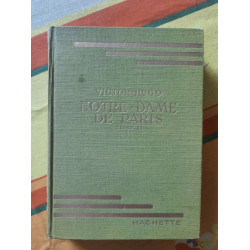 VICTOR HUGO
NOTRE-DAME
DE PARIS
HACHETTE